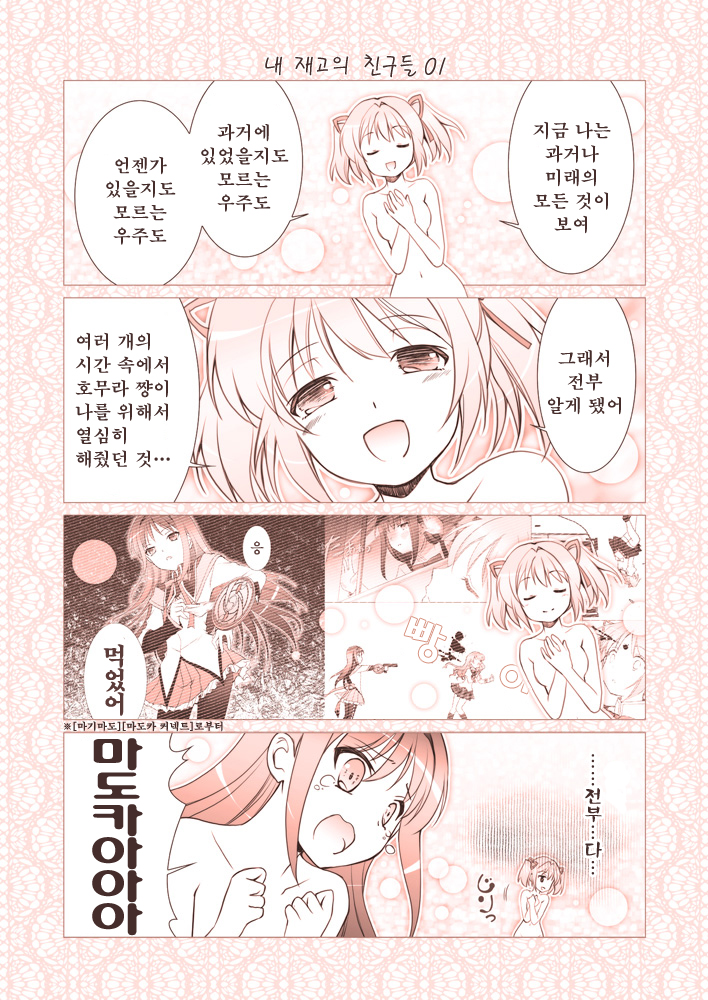 내 재고의 친구들 01
지금 나는
과거나
미래의
모든 것이
보여
과거에
있었을지도
모르는
우주도
언젠가
있을지도
모르는
우주도
그래서
전부
알게 됐어
여러 개의
시간 속에서
호무라 쨩이
나를 위해서
열심히
해줬던 것…
빵
응
먹었어
※[마기마도][마도카 커넥트]로부터
……전부…다…
じりっ
마도카아아아